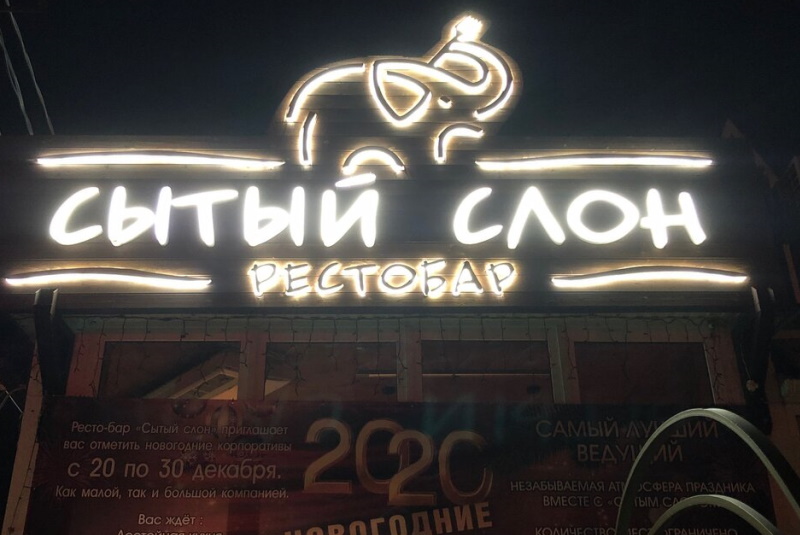 СЫТЫЙ СЛОН
РЕСТОБАР
Ресто-бар «Сытый слон» приглашает
вас отметить новогодние корпоративы
с 20 по 30 декабря.
Как малой, так и большой компанией.
Вас ждёт :
2020
НОВОГОДНИЕ
САМЫЙ ЛУЧШИЙ
ВЕДУЩИЙ
НЕЗАБЫВАЕМАЯ АТМОСФЕРА ПРАЗДНИКА
ВМЕСТЕ С «СЫТЫМ
КОЛИЧЕСТВО